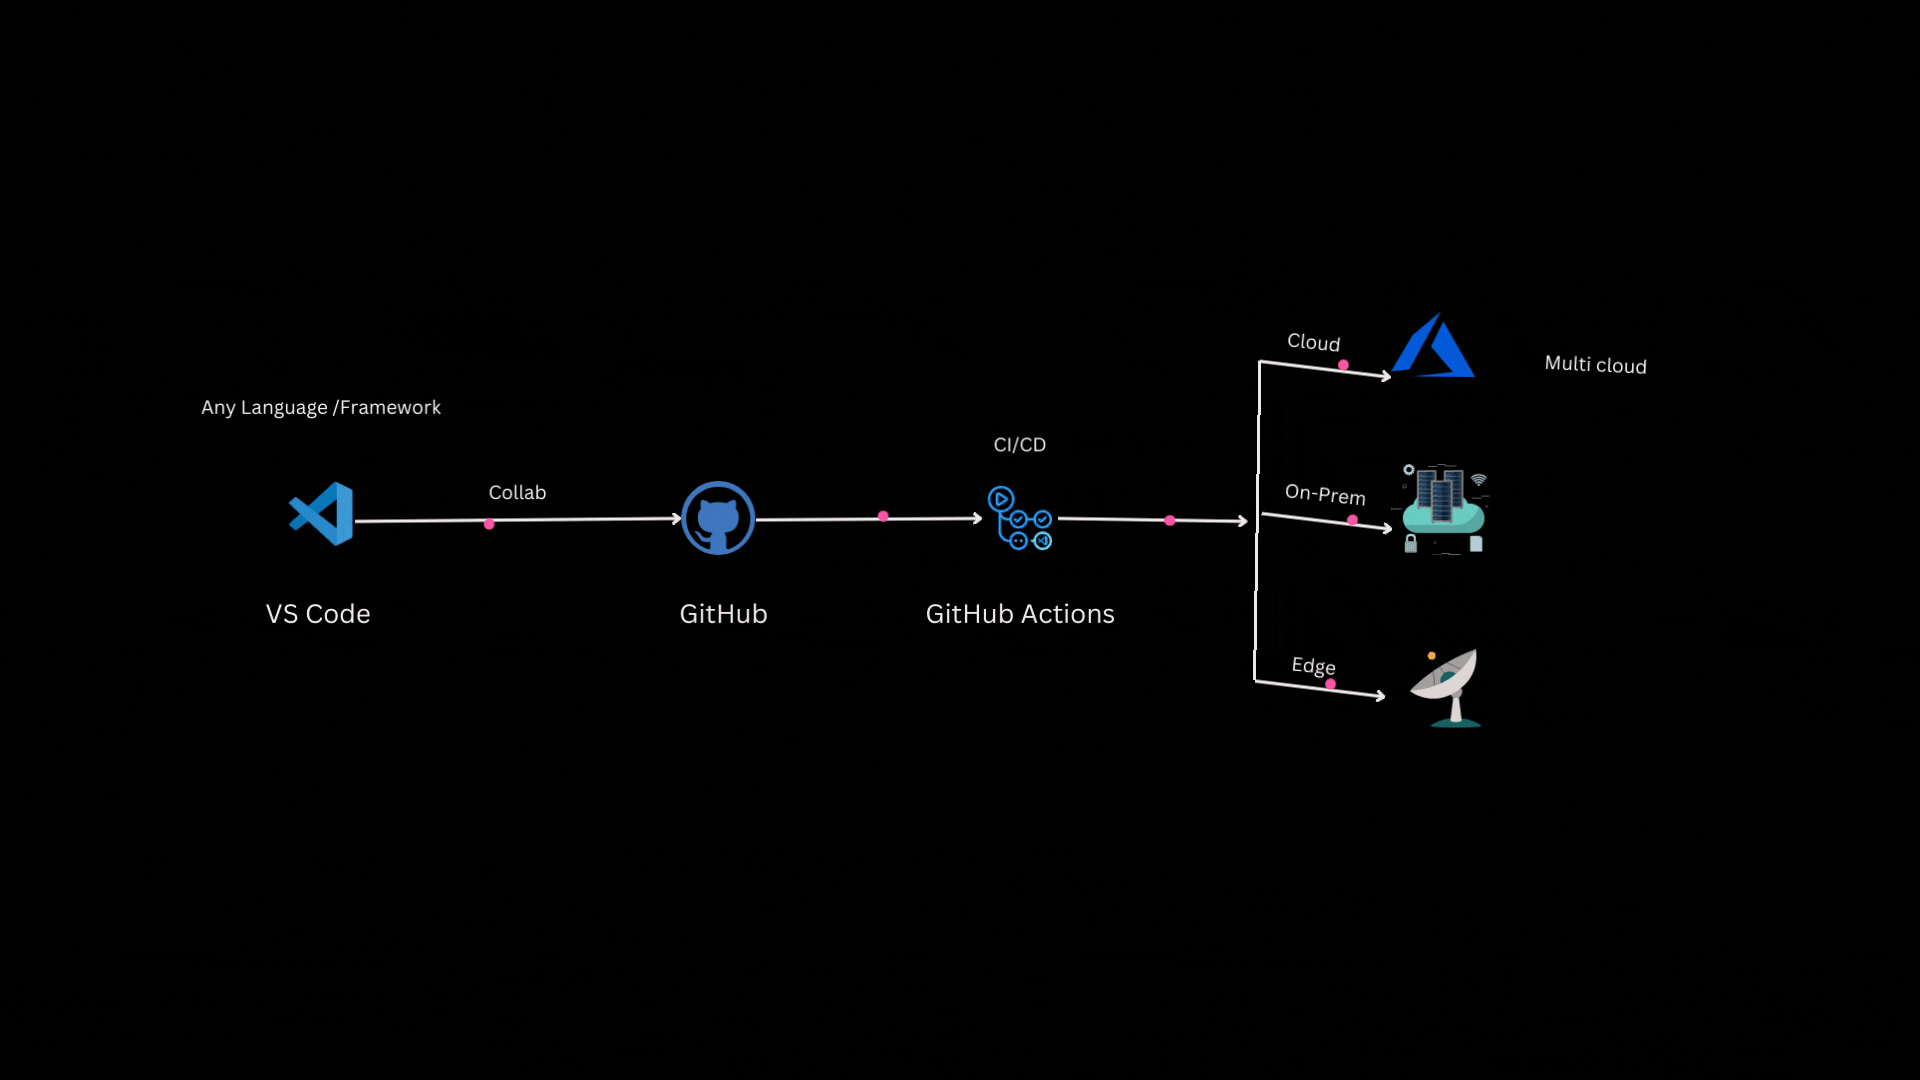 Any Language /Framework
Collab
VS Code
GitHub
CI/CD
GitHub Actions
Cloud
Multi cloud
On-Prem
Edge